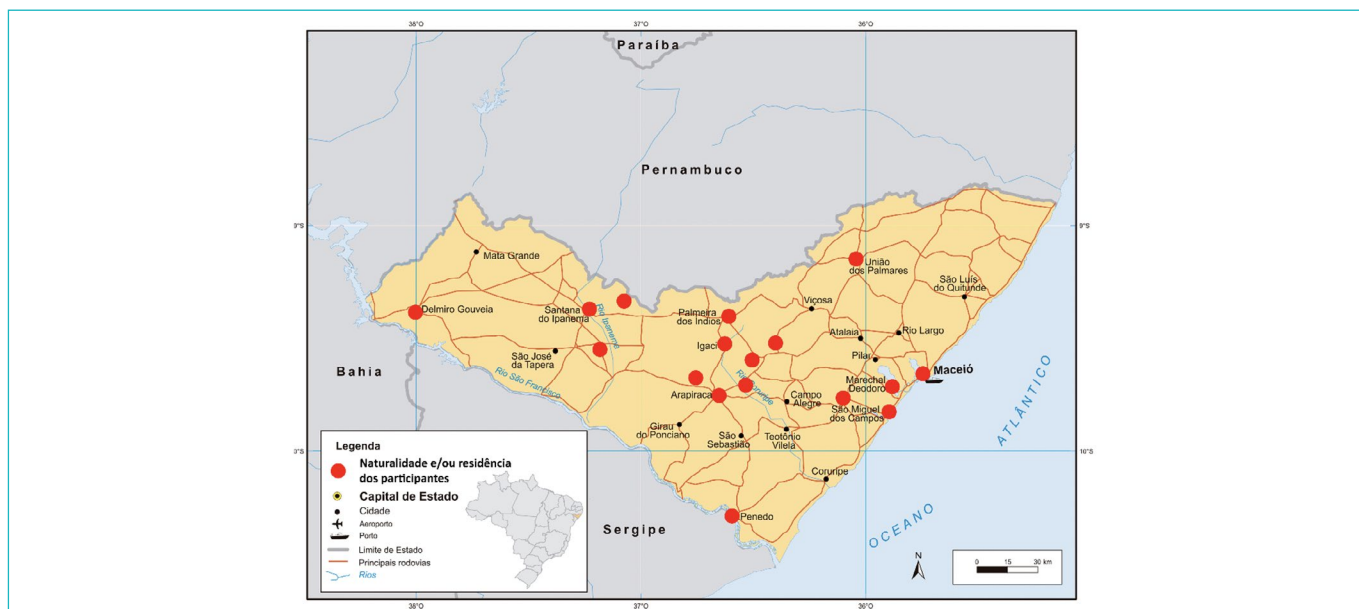 38°O
37°O
36°O
Paraíba
Pernambuco
9°S
9°S
Mata Grande
União
dos Palmares
São Luís
do Quitunde
Delmiro Gouveia
Santana
do Ipanema
Rio Ipanema
Palmeira
dos Índios
Viçosa
Igaci
Atalaia
Rio Largo
São José
da Tapera
Pilar
Bahia
Rio São Francisco
Maceió
Marechal
Deodoro
Arapiraca
Campo
Alegre
São Miguel
dos Campos
Girau
do Ponciano
São
Sebastião
Teotônio
Vilela
ATLÂNTICO
10°S
Coruripe
Penedo
Sergipe
OCEANO
Legenda
Naturalidade e/ou residência
dos participantes
Capital de Estado
Cidade
Aeroporto
Porto
Limite de Estado
Principais rodovias
Rios
N
0 15 30 km
38°O
37°O
36°O